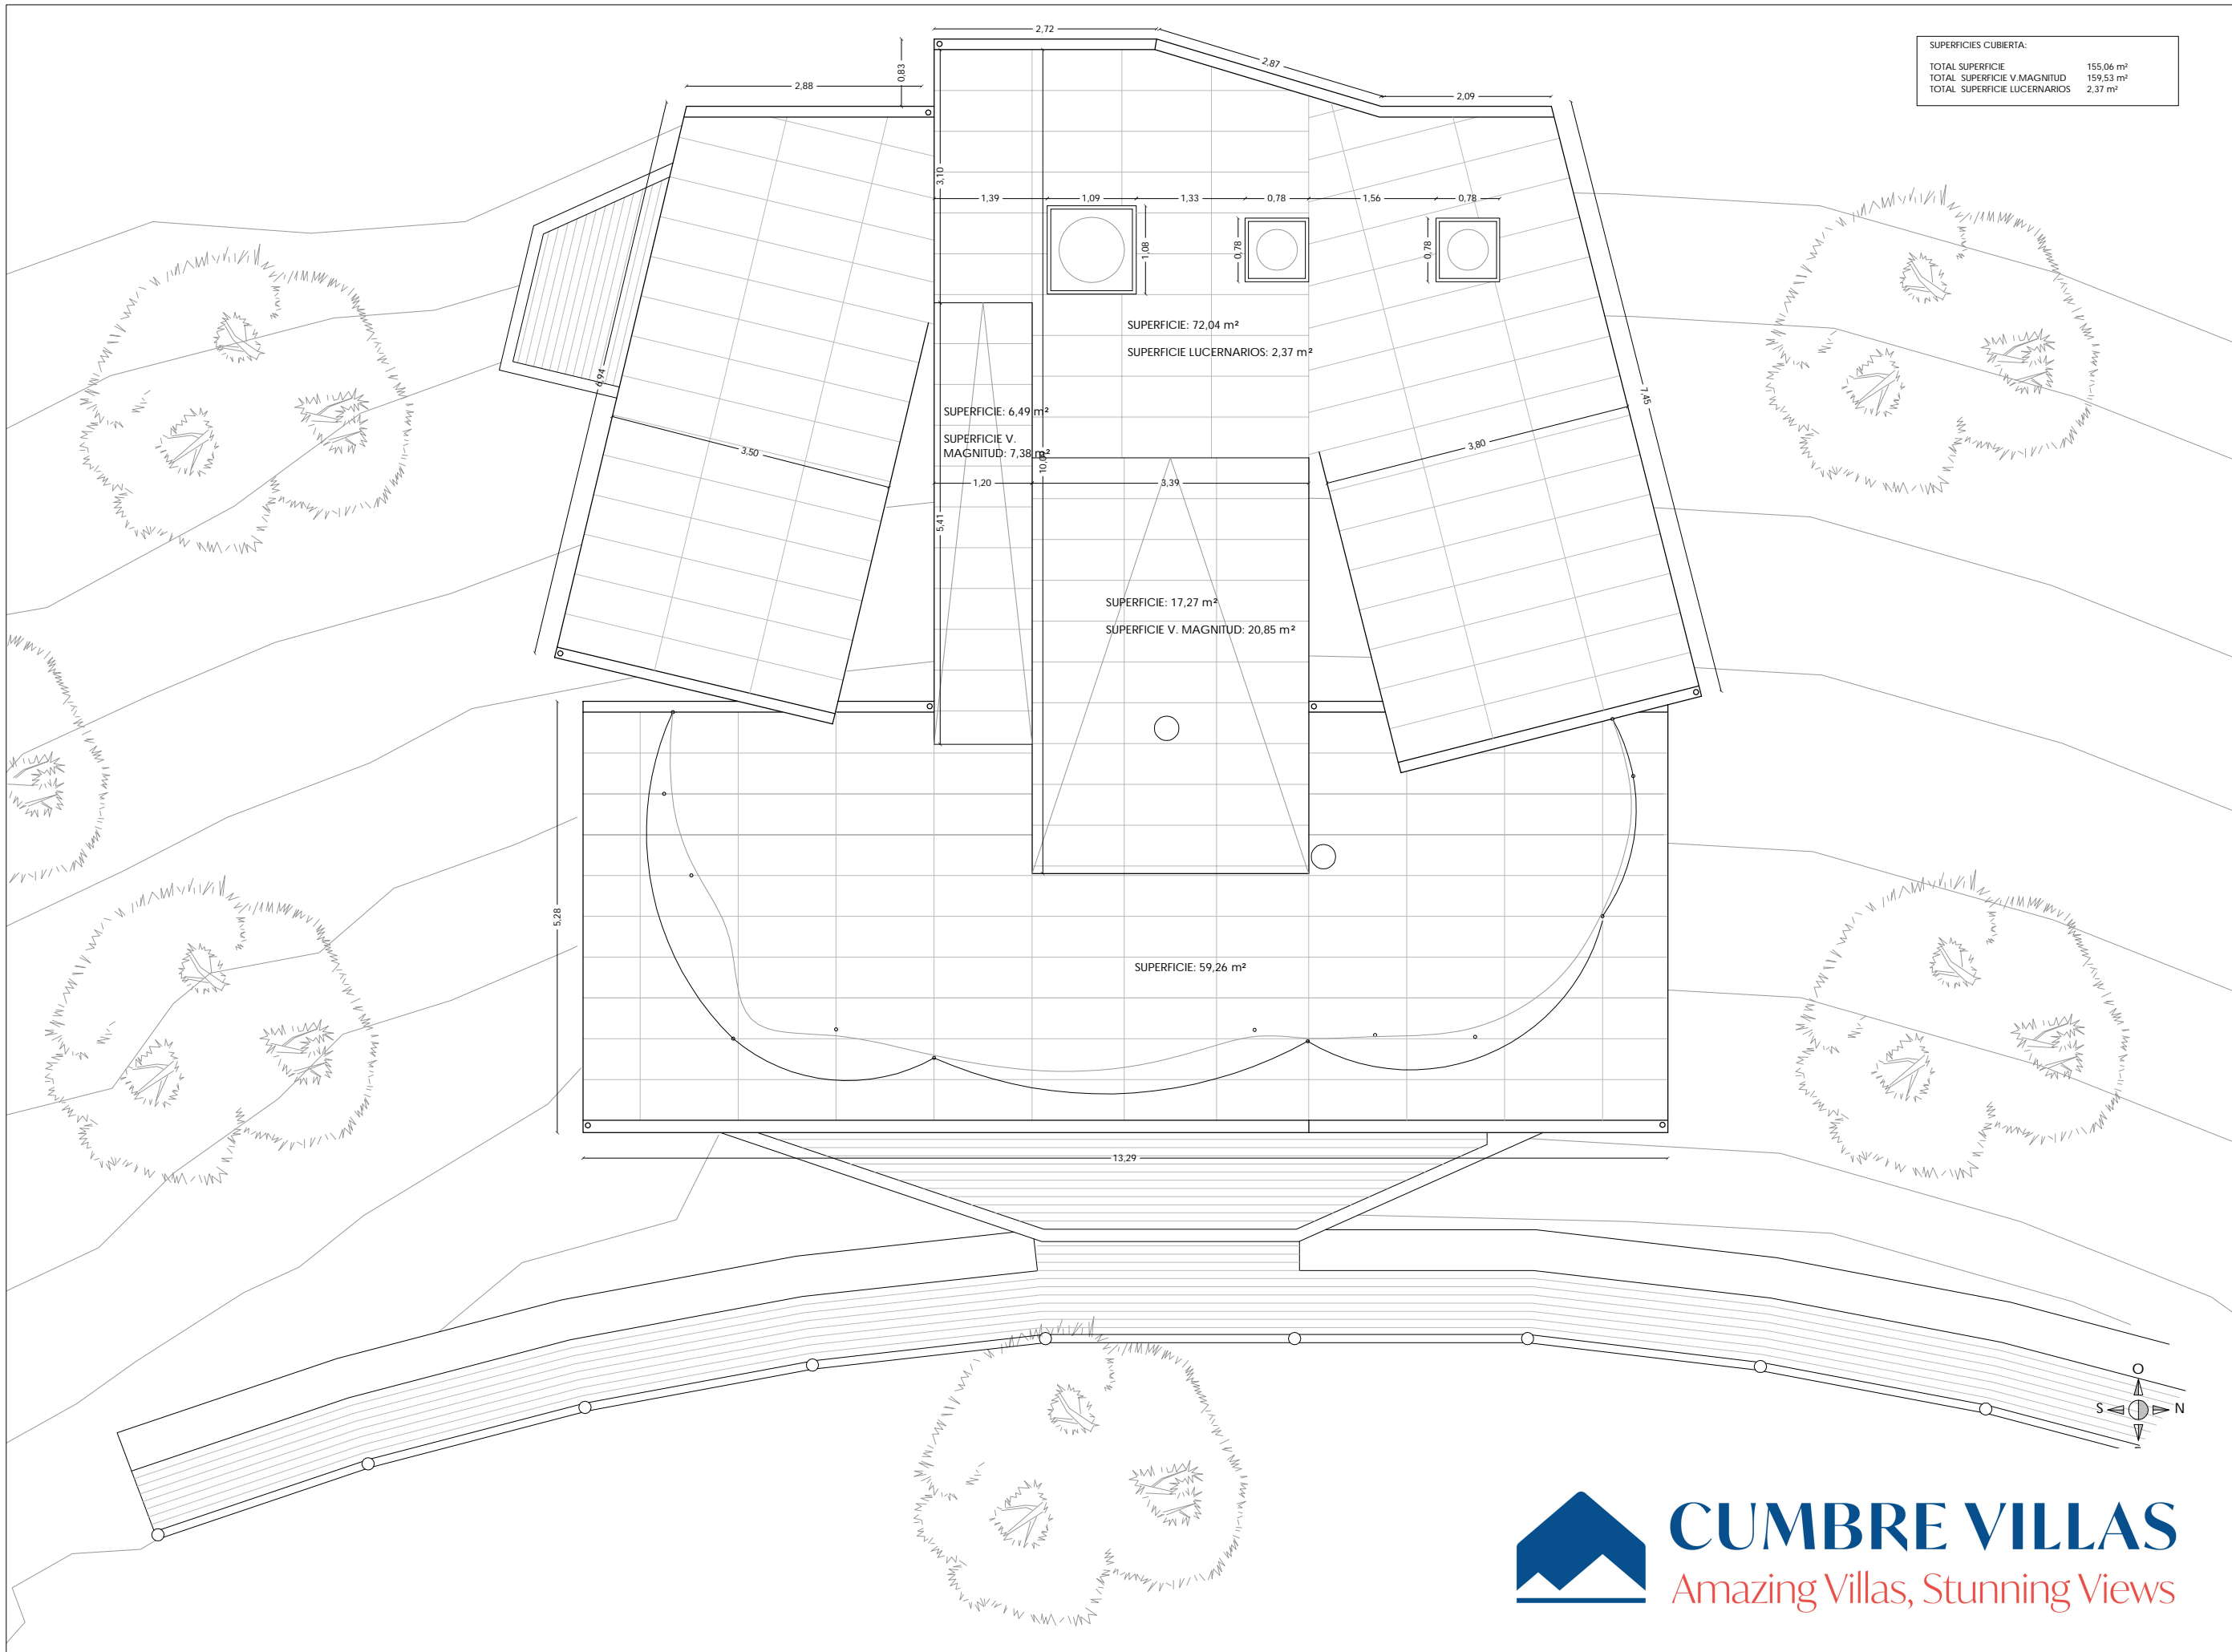 2,72
2,87
0,83
2,88
2,09
SUPERFICIES CUBIERTA:
TOTAL SUPERFICIE 155,06 m²
TOTAL SUPERFICIE V.MAGNITUD 159,53 m²
TOTAL SUPERFICIE LUCERNARIOS 2,37 m²
3,10
1,39
1,09
1,33
0,78
1,56
0,78
1,08
0,78
0,78
SUPERFICIE: 72,04 m²
SUPERFICIE LUCERNARIOS: 2,37 m²
6,94
7,45
SUPERFICIE: 6,49 m²
SUPERFICIE V.
MAGNITUD: 7,38 m²
3,50
3,80
1,20
3,39
5,41
SUPERFICIE: 17,27 m²
SUPERFICIE V. MAGNITUD: 20,85 m²
5,28
SUPERFICIE: 59,26 m²
13,29
O
S N
CUMBRE VILLAS
Amazing Villas, Stunning Views